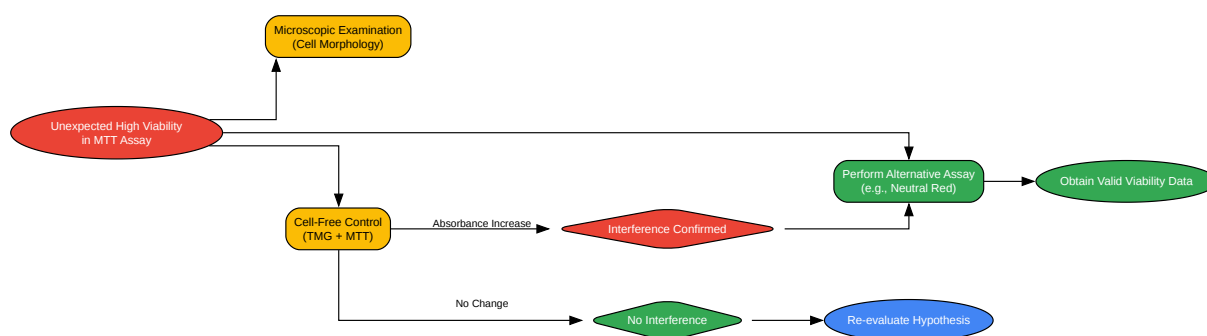 Microscopic Examination
(Cell Morphology)
Unexpected High Viability
in MTT Assay
Perform Alternative Assay
(e.g., Neutral Red)
Obtain Valid Viability Data
Cell-Free Control
(TMG + MTT)
Absorbance Increase
Interference Confirmed
No Change
No Interference
Re-evaluate Hypothesis